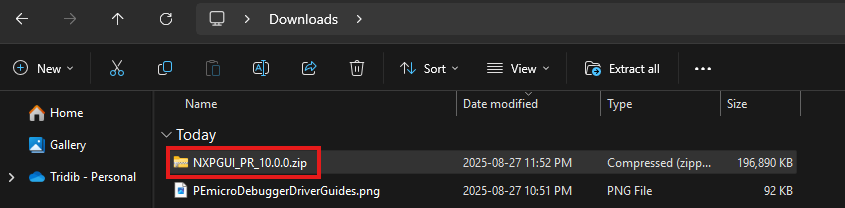 Downloads
New Sort View Extract all
Name Date modified Type Size
Home
Gallery
Tridib - Personal
Today
NXPGUI_PR_10.0.0.zip 2025-08-27 11:52 PM Compressed (zipp... 196,890 KB
PEmicroDebuggerDriverGuides.png 2025-08-27 10:51 PM PNG File 92 KB